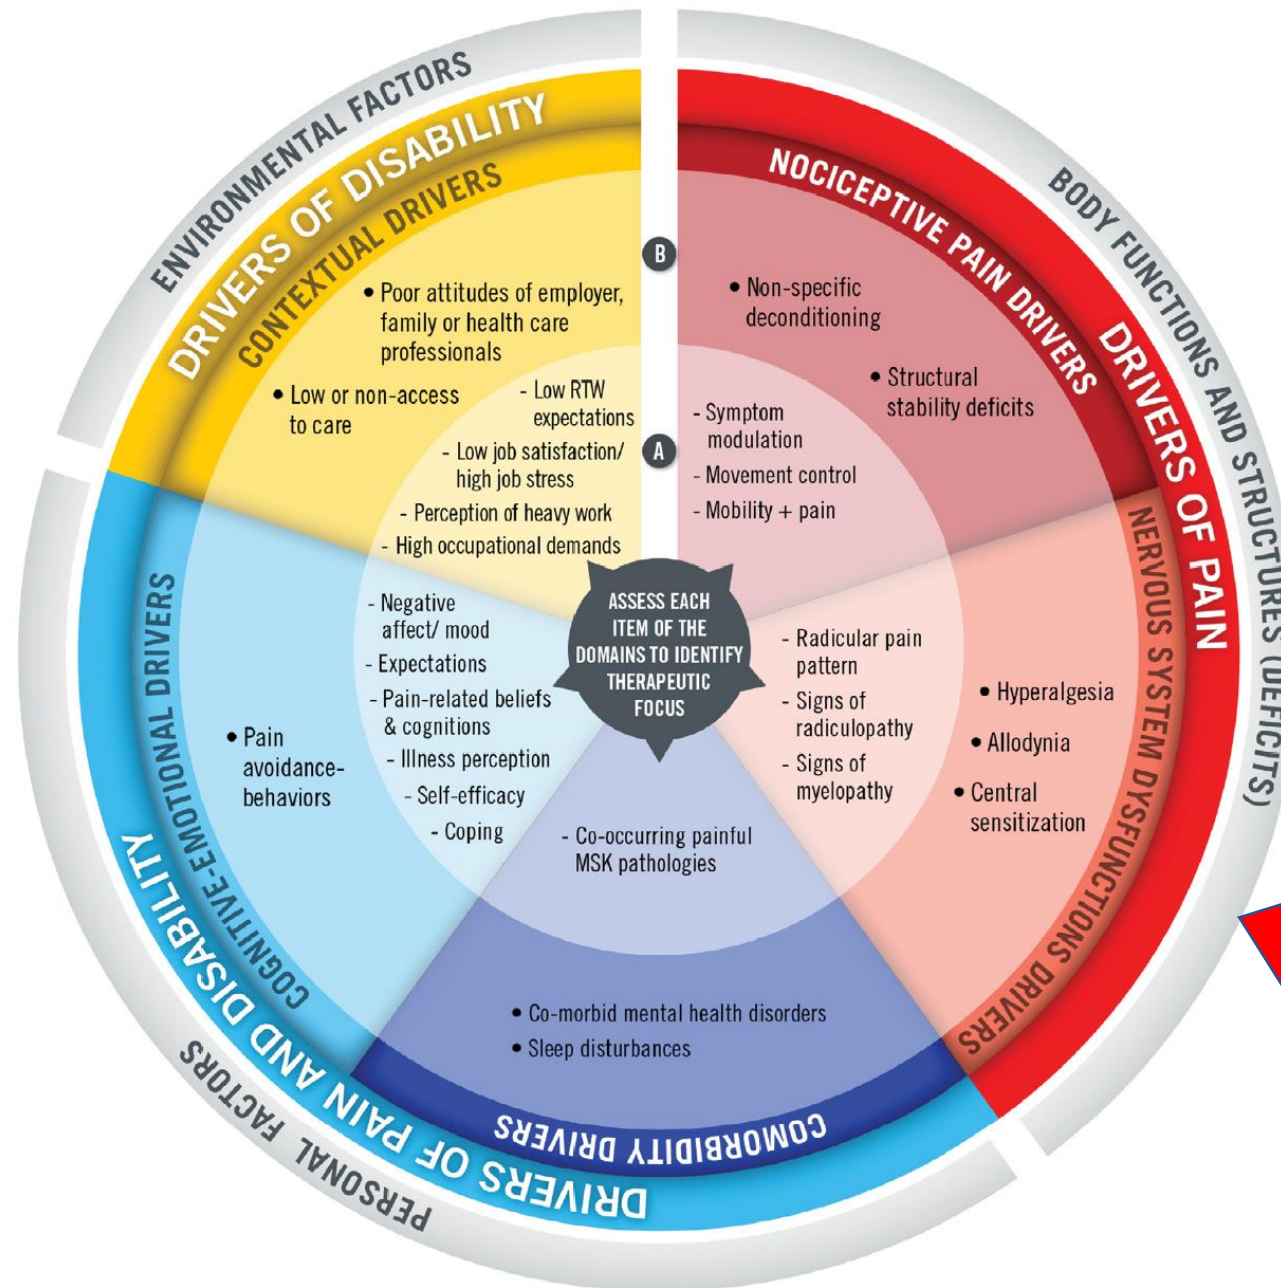 ENVIRONMENTAL FACTORS
DRIVERS OF DISABILITY
CONTEXTUAL DRIVERS
• Poor attitudes of employer,
family or health care
professionals
• Low or non-access
to care
- Low RTW
expectations
- Low job satisfaction/
high job stress
- Perception of heavy work
- High occupational demands
B
A
BODY FUNCTIONS AND STRUCTURES (DEFICITS)
DRIVERS OF PAIN
NOCICEPTIVE PAIN DRIVERS
• Non-specific
deconditioning
• Structural
stability deficits
- Symptom
modulation
- Movement control
- Mobility + pain
NERVOUS SYSTEM DYSFUNCTIONS DRIVERS
- Radicular pain
pattern
- Signs of
radiculopathy
- Signs of
myelopathy
• Hyperalgesia
• Allodynia
• Central
sensitization
ASSESS EACH
ITEM OF THE
DOMAINS TO IDENTIFY
THERAPEUTIC
FOCUS
PERSONAL FACTORS
DRIVERS OF PAIN AND DISABILITY
COGNITIVE-EMOTIONAL DRIVERS
- Negative
affect/ mood
- Expectations
- Pain-related beliefs
& cognitions
- Illness perception
- Self-efficacy
- Coping
• Pain
avoidance-
behaviors
- Co-occurring painful
MSK pathologies
• Co-morbid mental health disorders
• Sleep disturbances
COMORBIDITY DRIVERS